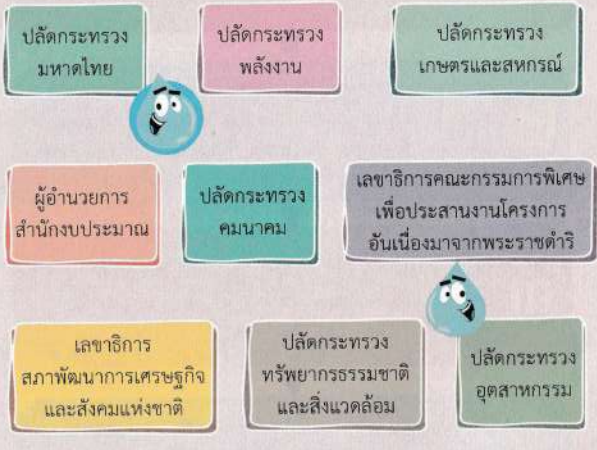 ปลัดกระทรวง
มหาดไทย
ปลัดกระทรวง
พลังงาน
ปลัดกระทรวง
เกษตรและสหกรณ์
ผู้อำนวยการ
สำนักงบประมาณ
ปลัดกระทรวง
คมนาคม
เลขาธิการคณะกรรมการพิเศษ
เพื่อประสานงานโครงการ
อันเนื่องมาจากพระราชดำริ
เลขาธิการ
สภาพัฒนาการเศรษฐกิจ
และสังคมแห่งชาติ
ปลัดกระทรวง
ทรัพยากรธรรมชาติ
และสิ่งแวดล้อม
ปลัดกระทรวง
อุตสาหกรรม